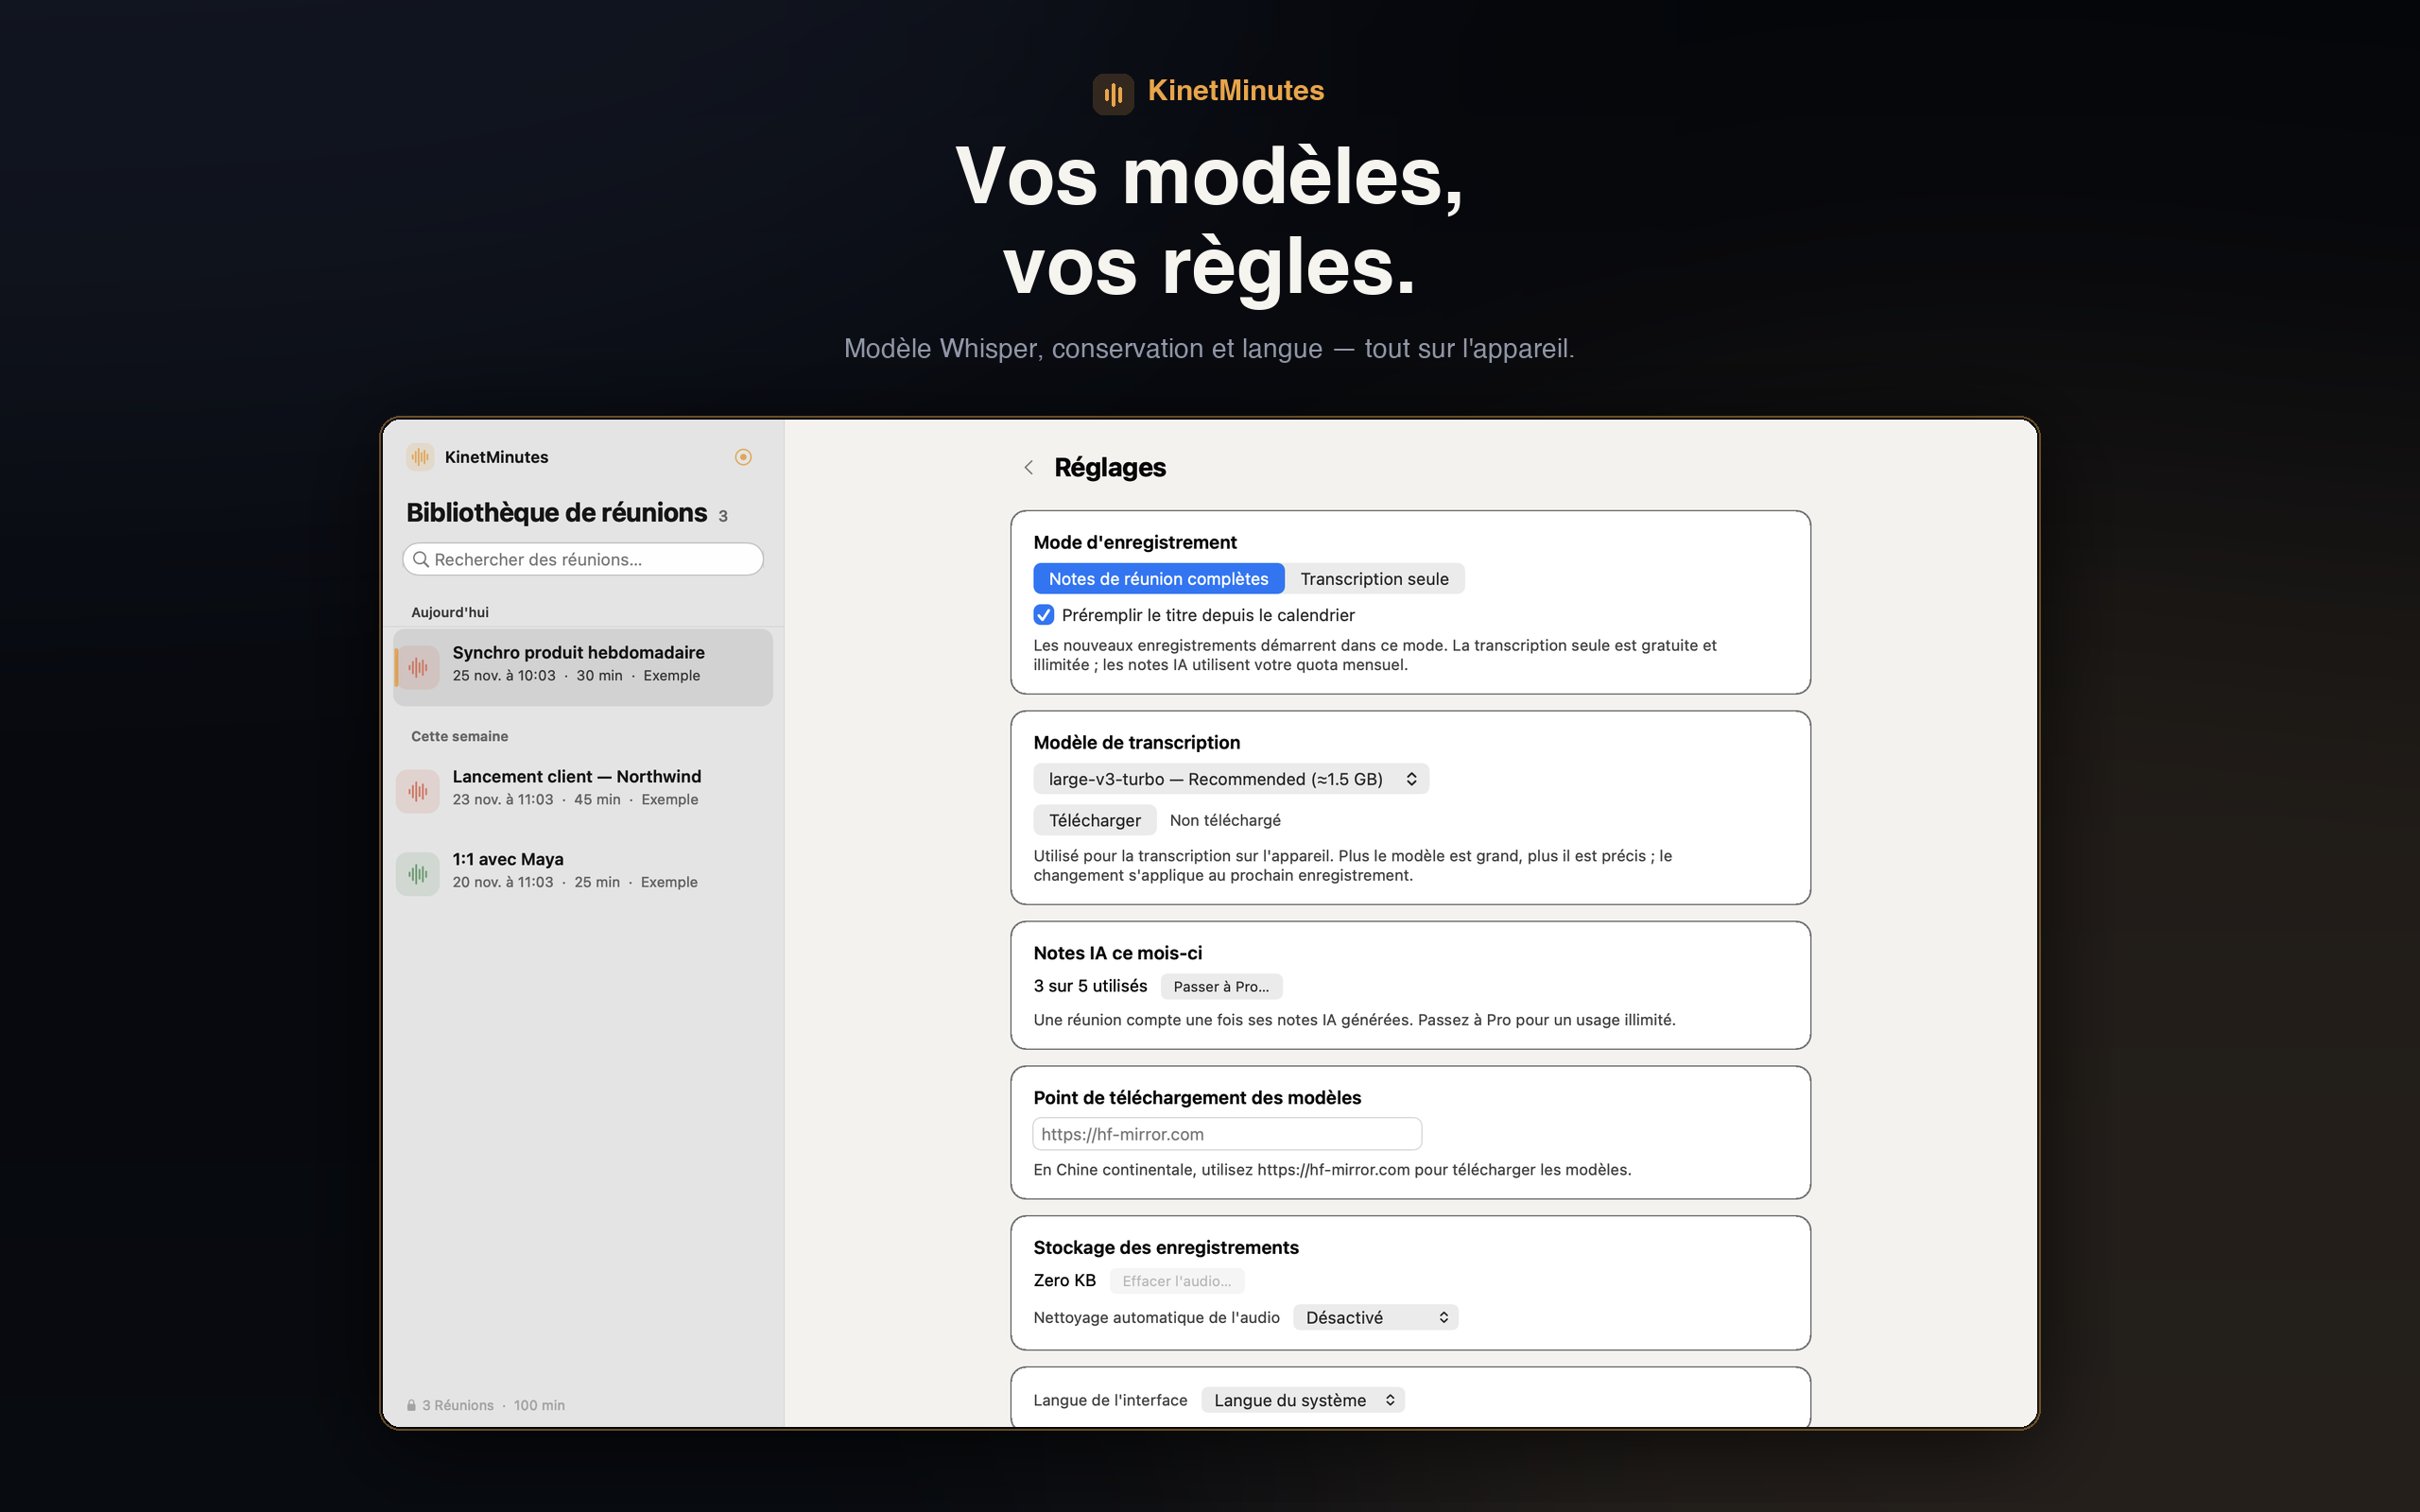 KinetMinutes
Vos modèles,
vos règles.
Modèle Whisper, conservation et langue — tout sur l'appareil.
KinetMinutes
Bibliothèque de réunions 3
Rechercher des réunions...
Aujourd'hui
Synchro produit hebdomadaire
25 nov. à 10:03 · 30 min · Exemple
Cette semaine
Lancement client — Northwind
23 nov. à 11:03 · 45 min · Exemple
1:1 avec Maya
20 nov. à 11:03 · 25 min · Exemple
3 Réunions · 100 min
Réglages
Mode d'enregistrement
Notes de réunion complètes Transcription seule
Préremplir le titre depuis le calendrier
Les nouveaux enregistrements démarrent dans ce mode. La transcription seule est gratuite et
illimitée ; les notes IA utilisent votre quota mensuel.
Modèle de transcription
large-v3-turbo — Recommended (≈1.5 GB)
Télécharger Non téléchargé
Utilisé pour la transcription sur l'appareil. Plus le modèle est grand, plus il est précis ; le
changement s'applique au prochain enregistrement.
Notes IA ce mois-ci
3 sur 5 utilisés Passer à Pro...
Une réunion compte une fois ses notes IA générées. Passez à Pro pour un usage illimité.
Point de téléchargement des modèles
https://hf-mirror.com
En Chine continentale, utilisez https://hf-mirror.com pour télécharger les modèles.
Stockage des enregistrements
Zero KB Effacer l'audio...
Nettoyage automatique de l'audio Désactivé
Langue de l'interface Langue du système